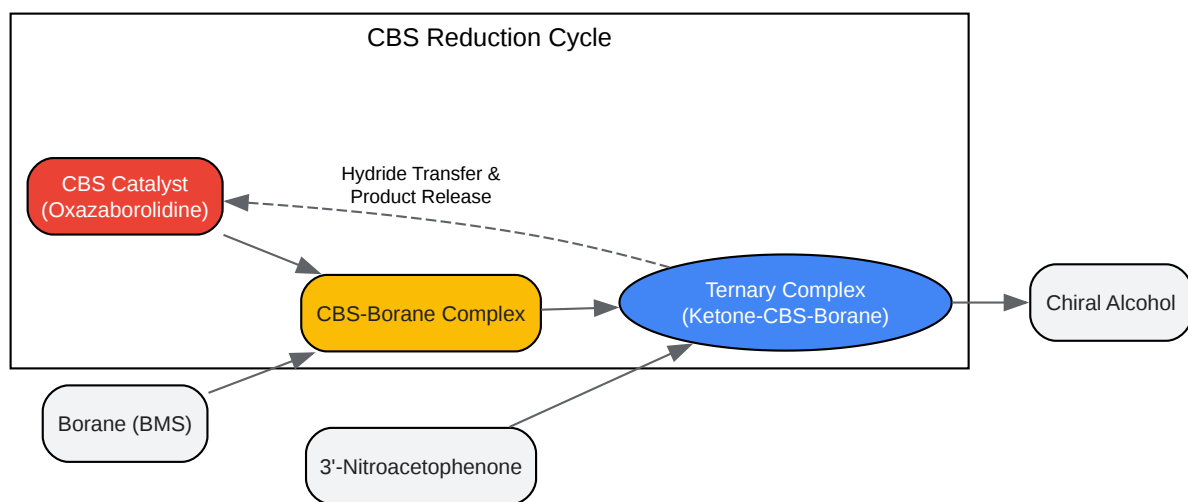 CBS Reduction Cycle
Hydride Transfer &
Product Release
CBS Catalyst
(Oxazaborolidine)
CBS-Borane Complex
Ternary Complex
(Ketone-CBS-Borane)
Chiral Alcohol
Borane (BMS)
3'-Nitroacetophenone